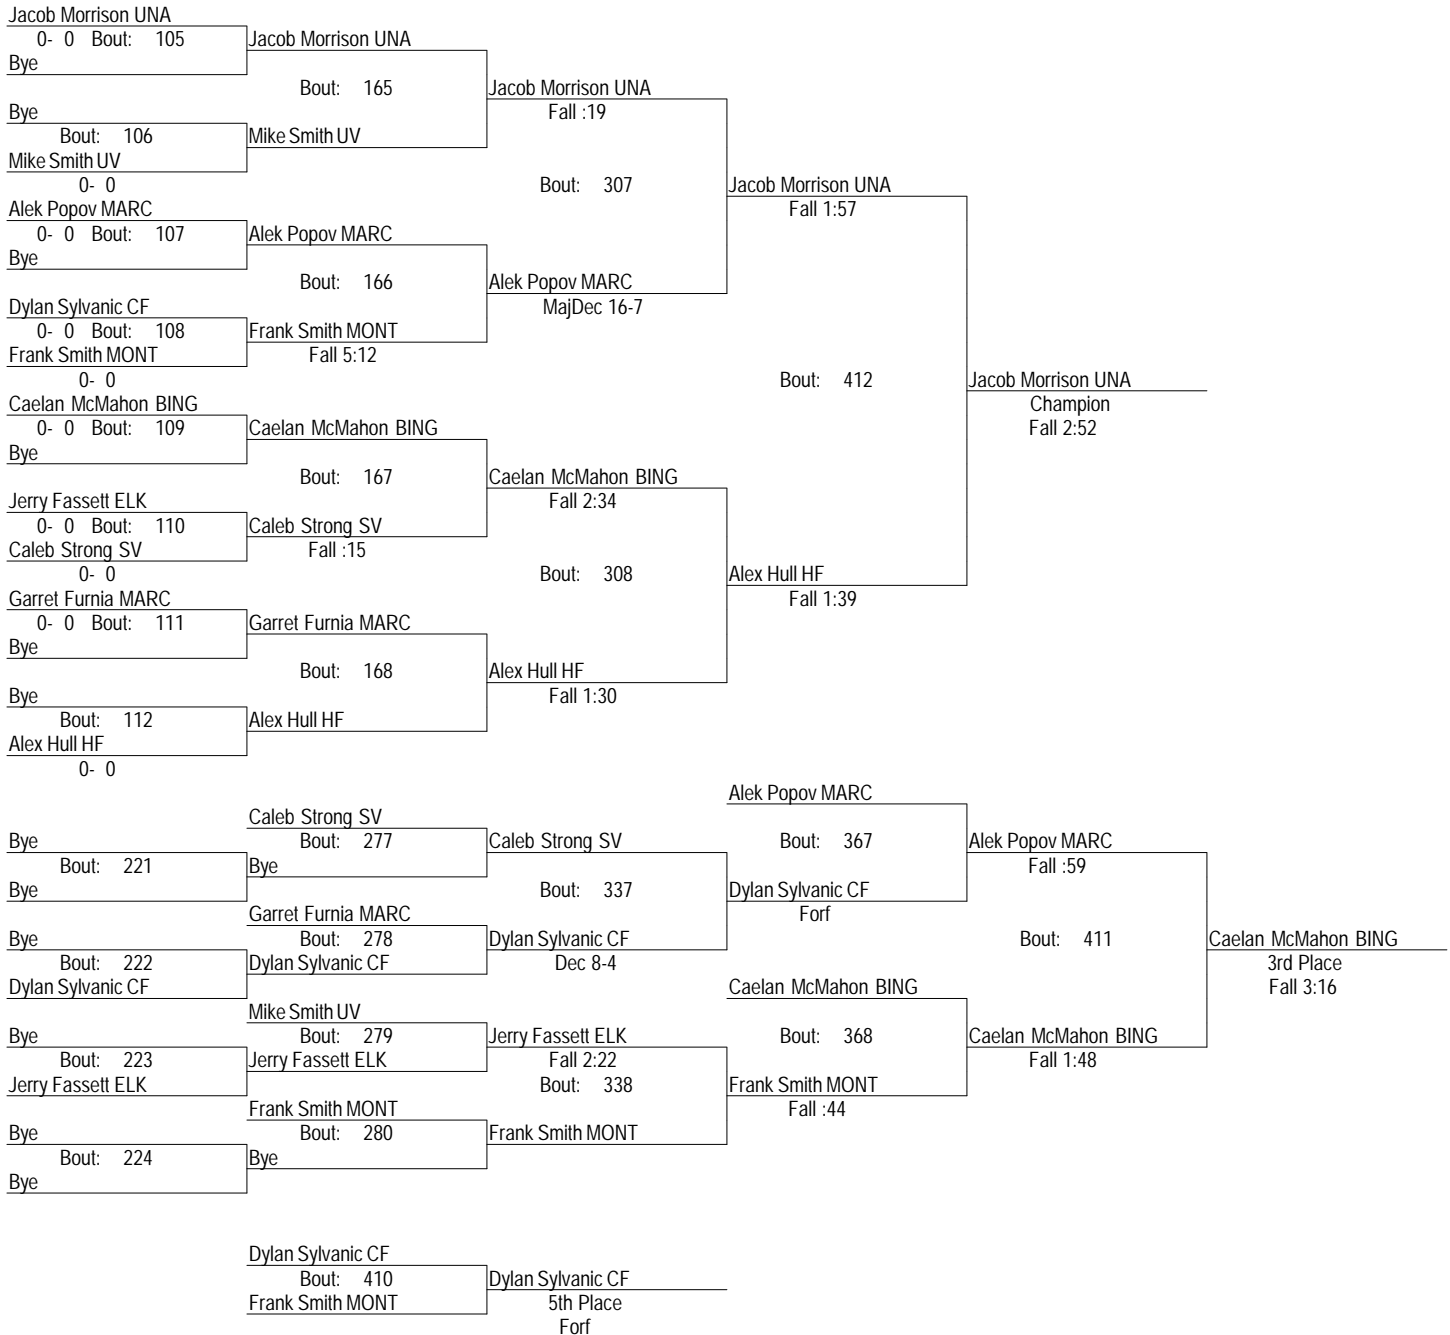 Jacob Morrison UNA
0- 0 Bout: 105 Jacob Morrison UNA
Bye
Bout: 165 Jacob Morrison UNA
Bye Fall :19
Bout: 106 Mike Smith UV
Mike Smith UV
0- 0 Bout: 307 Jacob Morrison UNA
Alek Popov MARC Fall 1:57
0- 0 Bout: 107 Alek Popov MARC
Bye
Bout: 166 Alek Popov MARC
Dylan Sylvanic CF MajDec 16-7
0- 0 Bout: 108 Frank Smith MONT
Frank Smith MONT Fall 5:12
0- 0 Bout: 412 Jacob Morrison UNA
Caelan McMahon BING Champion
0- 0 Bout: 109 Caelan McMahon BING Fall 2:52
Bye
Bout: 167 Caelan McMahon BING
Jerry Fassett ELK Fall 2:34
0- 0 Bout: 110 Caleb Strong SV
Caleb Strong SV Fall :15
0- 0 Bout: 308 Alex Hull HF
Garret Furnia MARC Fall 1:39
0- 0 Bout: 111 Garret Furnia MARC
Bye
Bout: 168 Alex Hull HF
Bye Fall 1:30
Bout: 112 Alex Hull HF
Alex Hull HF
0- 0
Alek Popov MARC
Caleb Strong SV
Bye Bout: 277 Caleb Strong SV Bout: 367 Alek Popov MARC
Bout: 221 Bye Fall :59
Bye Bout: 337 Dylan Sylvanic CF
Garret Furnia MARC Forf
Bye Bout: 278 Dylan Sylvanic CF Bout: 411 Caelan McMahon BING
Bout: 222 Dylan Sylvanic CF Dec 8-4 3rd Place
Dylan Sylvanic CF Caelan McMahon BING Fall 3:16
Mike Smith UV
Bye Bout: 279 Jerry Fassett ELK Bout: 368 Caelan McMahon BING
Bout: 223 Jerry Fassett ELK Fall 2:22 Fall 1:48
Jerry Fassett ELK Bout: 338 Frank Smith MONT
Frank Smith MONT Fall :44
Bye Bout: 280 Frank Smith MONT
Bout: 224 Bye
Bye
Dylan Sylvanic CF
Bout: 410 Dylan Sylvanic CF
Frank Smith MONT 5th Place
Forf